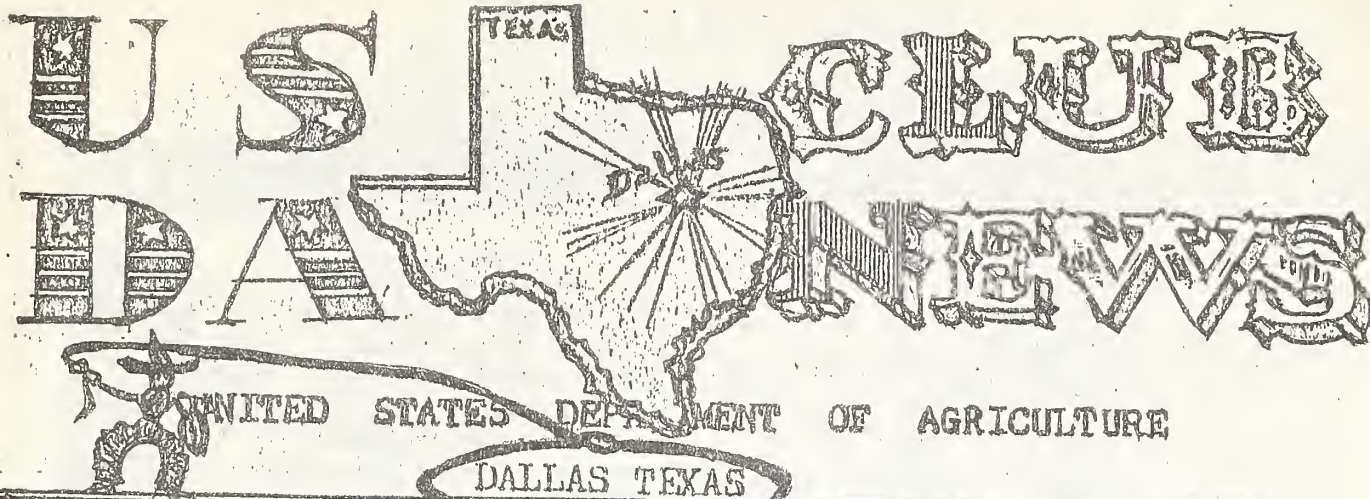 TEXAS
US CLUB
DALLAS
DA NEWS
UNITED STATES DEPARTMENT OF AGRICULTURE
DALLAS TEXAS